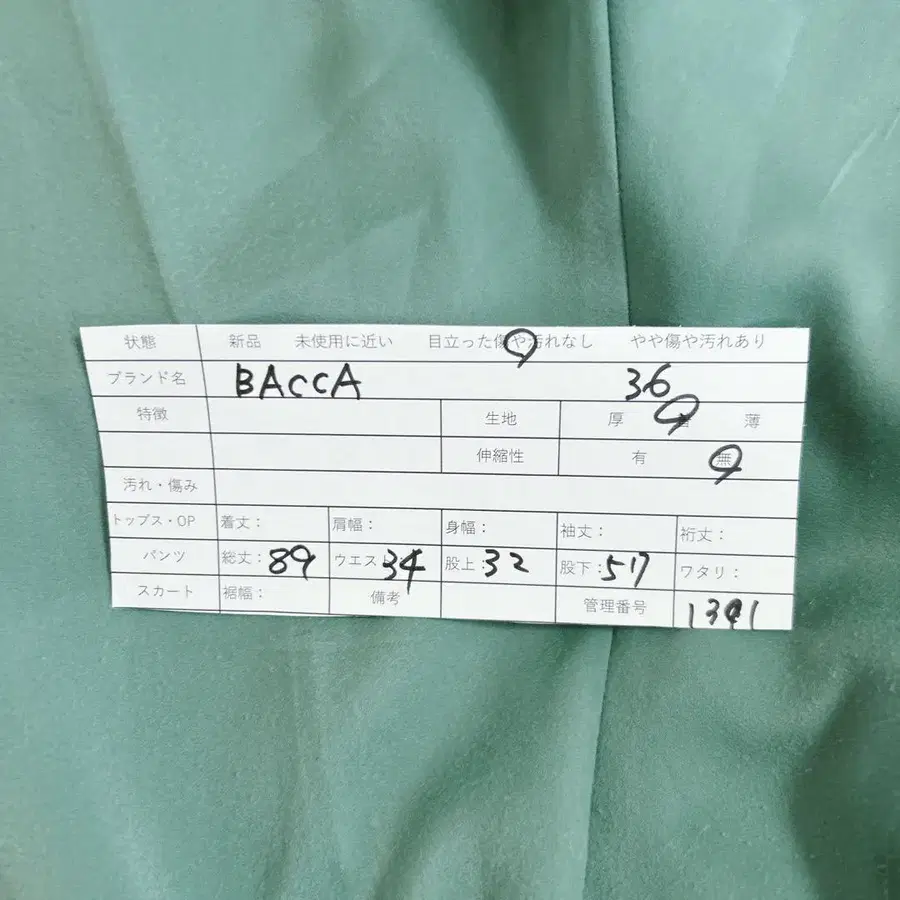 状態 新品 未使用に近い 目立った傷や汚れなし やや傷や汚れあり
ブランド名 BACCA 36
特徴 生地 厚 薄
伸縮性 有 無
汚れ・傷み
トップス・OP 着丈: 肩幅: 身幅: 袖丈: 裄丈:
パンツ 総丈:89 ウエスト:34 股上:32 股下:57 ワタリ:
スカート 裾幅: 備考 管理番号